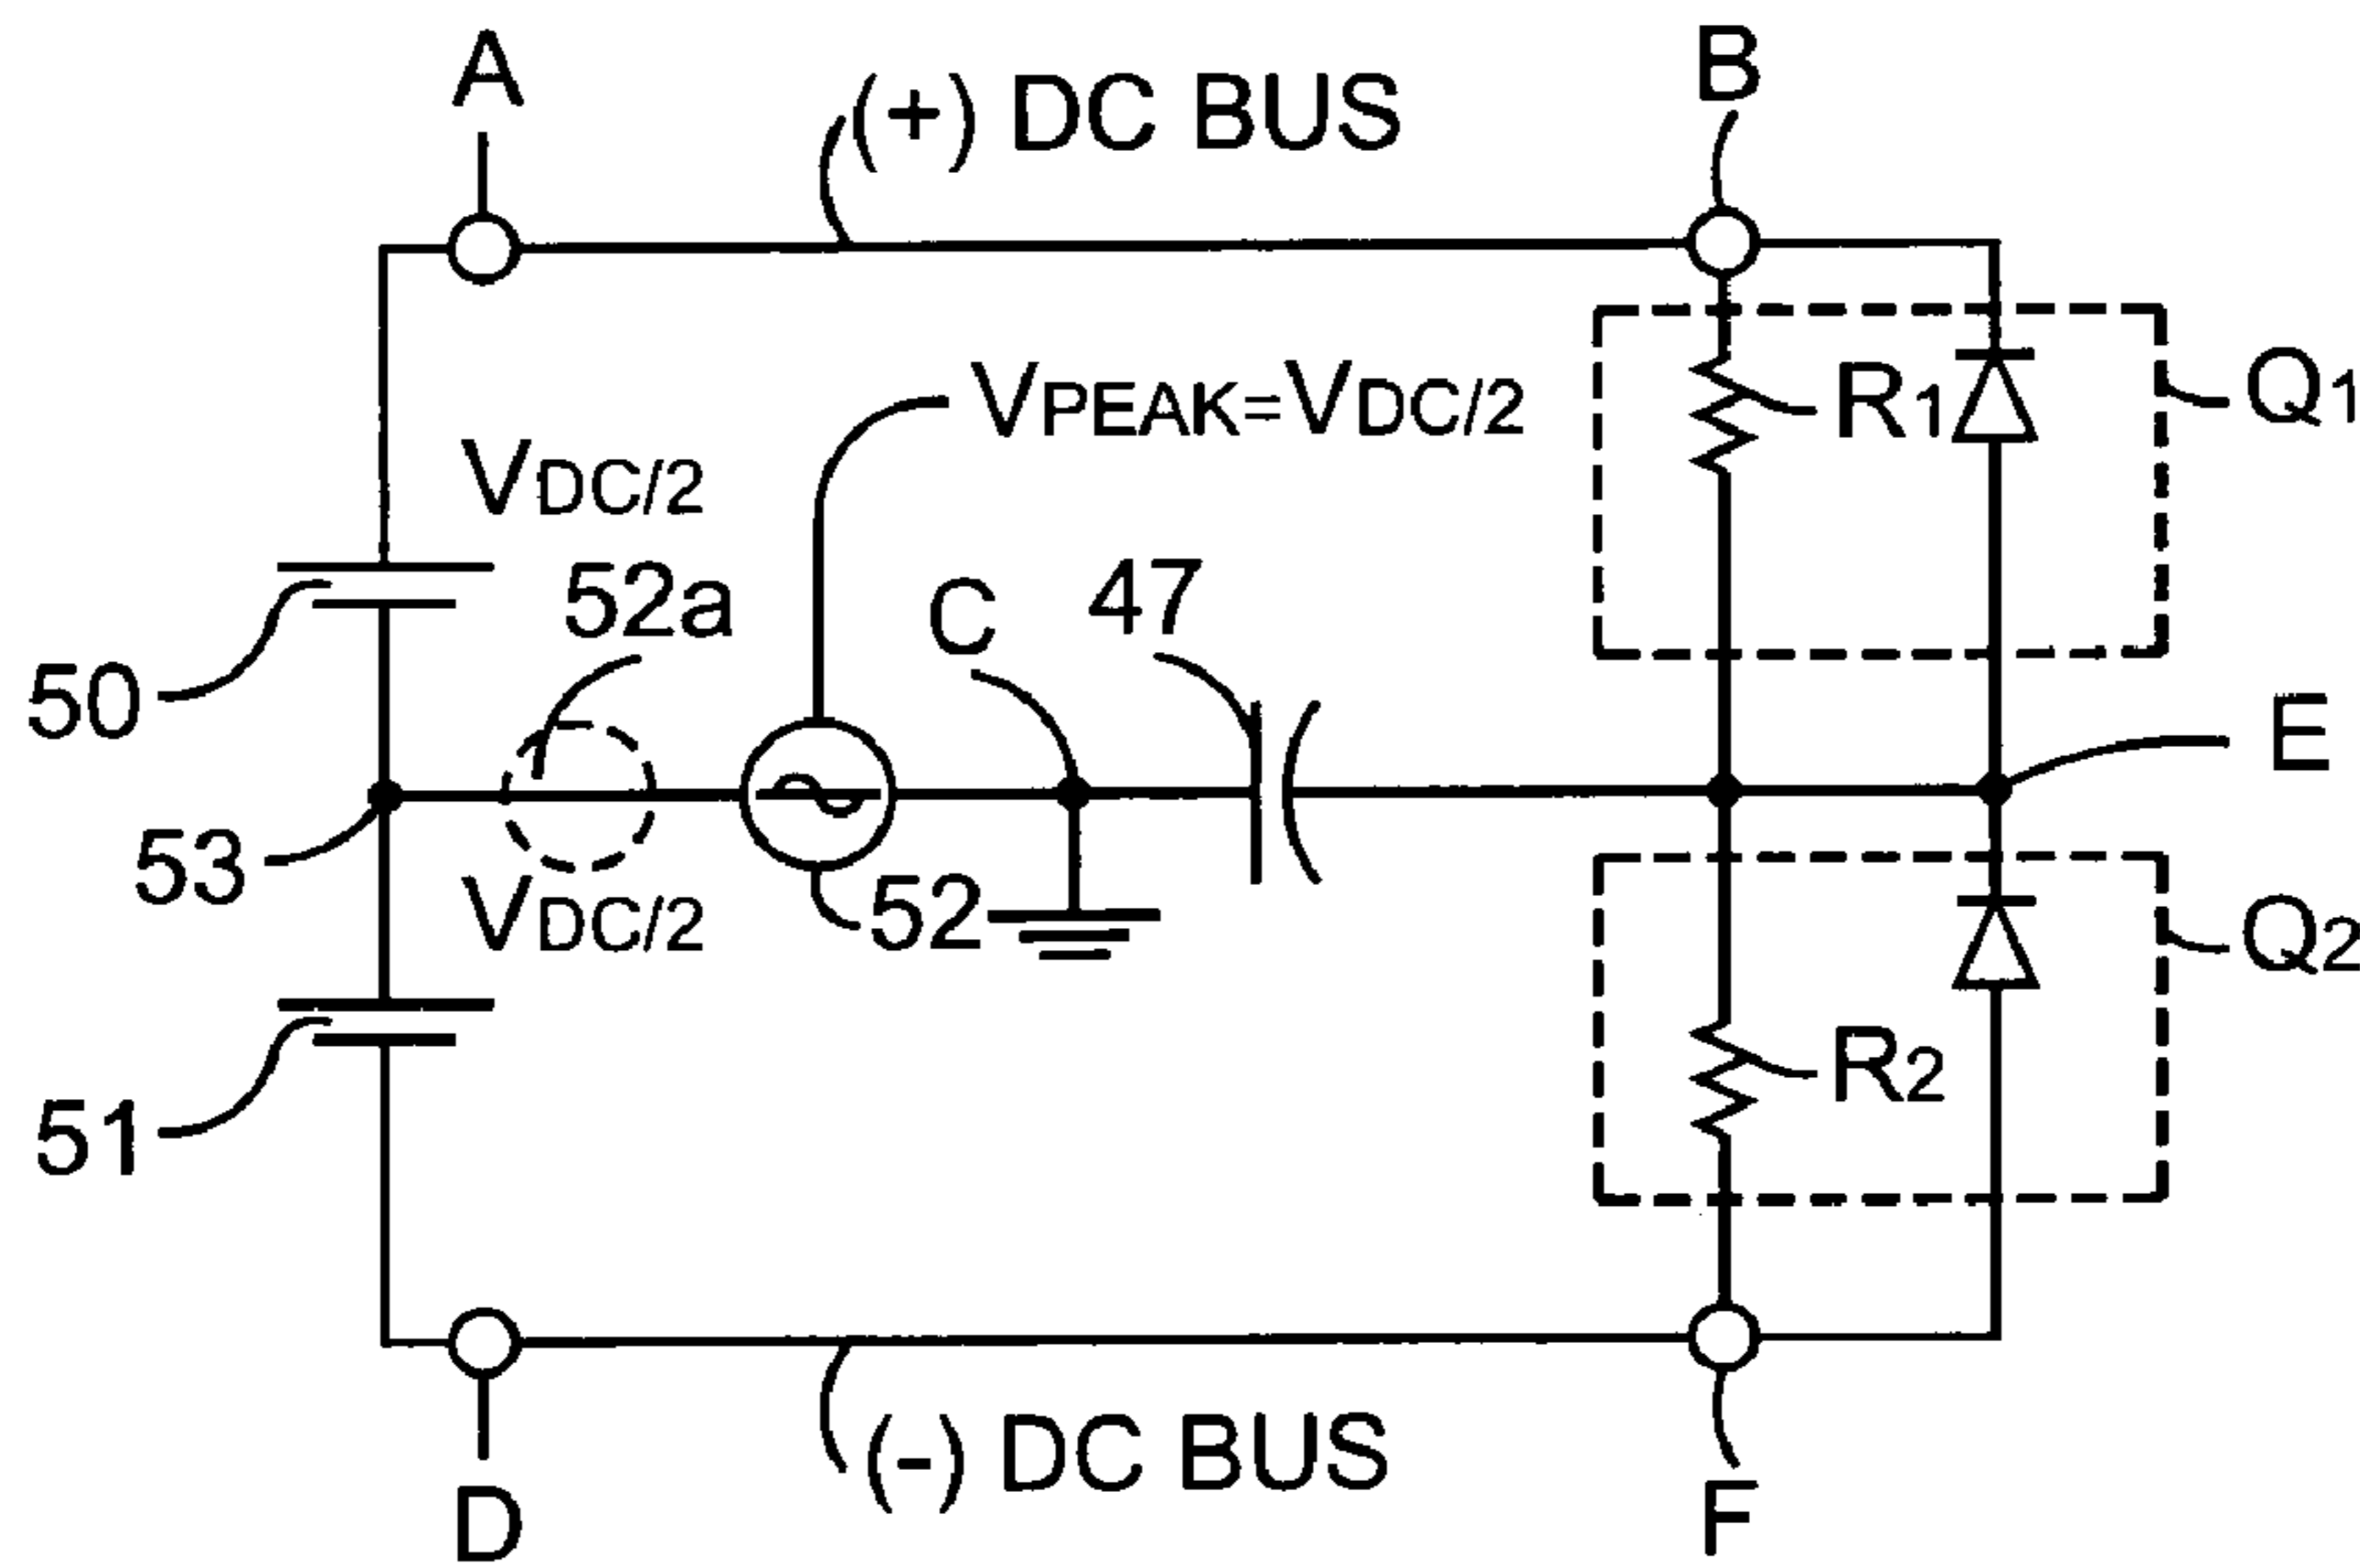 A
B
(+) DC BUS
VPEAK=VDC/2
R1
Q1
VDC/2
52a
C
47
50
E
53
VDC/2
52
Q2
R2
51
(-) DC BUS
D
F